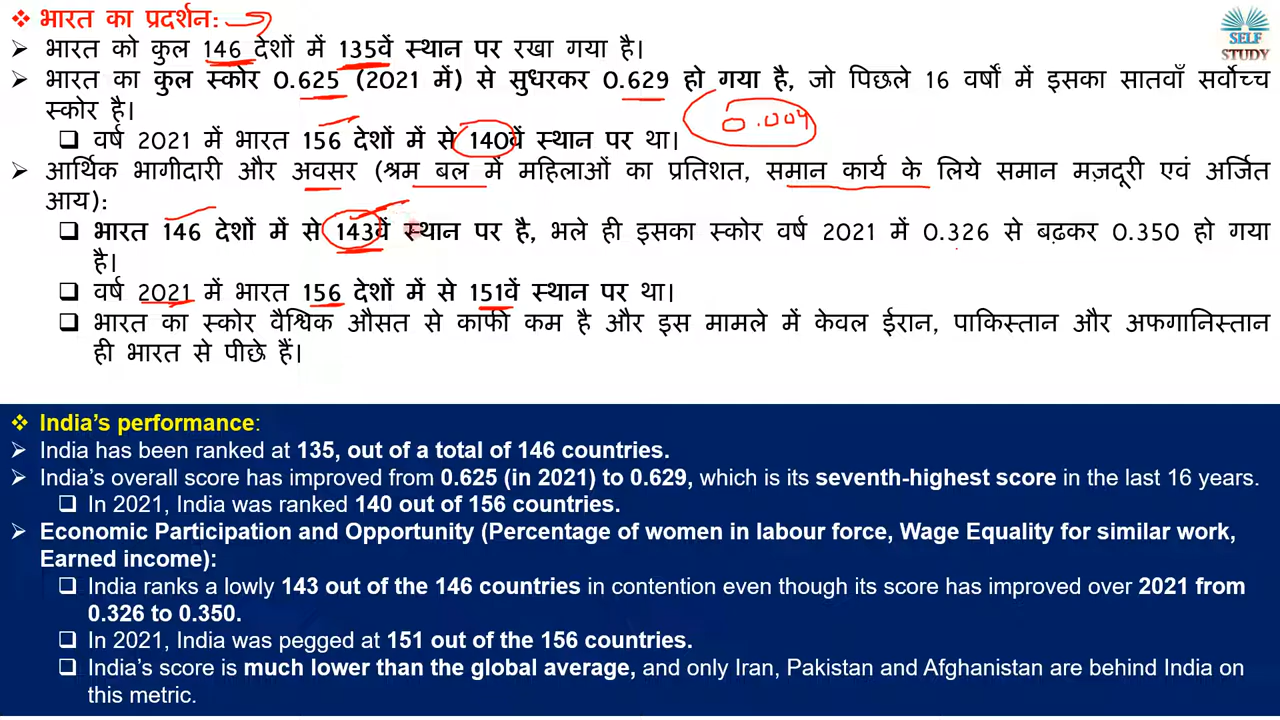 ❖ भारत का प्रदर्शन:
➢ भारत को कुल 146 देशों में 135वें स्थान पर रखा गया है।
➢ भारत का कुल स्कोर 0.625 (2021 में) से सुधरकर 0.629 हो गया है, जो पिछले 16 वर्षों में इसका सातवाँ सर्वोच्च
स्कोर है।
0.004
❑ वर्ष 2021 में भारत 156 देशों में से 140वें स्थान पर था।
➢ आर्थिक भागीदारी और अवसर (श्रम बल में महिलाओं का प्रतिशत, समान कार्य के लिये समान मज़दूरी एवं अर्जित
आय):
❑ भारत 146 देशों में से 143वें स्थान पर है, भले ही इसका स्कोर वर्ष 2021 में 0.326 से बढ़कर 0.350 हो गया
है।
❑ वर्ष 2021 में भारत 156 देशों में से 151वें स्थान पर था।
❑ भारत का स्कोर वैश्विक औसत से काफी कम है और इस मामले में केवल ईरान, पाकिस्तान और अफगानिस्तान
ही भारत से पीछे हैं।
SELF
STUDY
❖ India's performance:
➢ India has been ranked at 135, out of a total of 146 countries.
➢ India's overall score has improved from 0.625 (in 2021) to 0.629, which is its seventh-highest score in the last 16 years.
❑ In 2021, India was ranked 140 out of 156 countries.
➢ Economic Participation and Opportunity (Percentage of women in labour force, Wage Equality for similar work,
Earned income):
❑ India ranks a lowly 143 out of the 146 countries in contention even though its score has improved over 2021 from
0.326 to 0.350.
❑ In 2021, India was pegged at 151 out of the 156 countries.
❑ India's score is much lower than the global average, and only Iran, Pakistan and Afghanistan are behind India on
this metric.